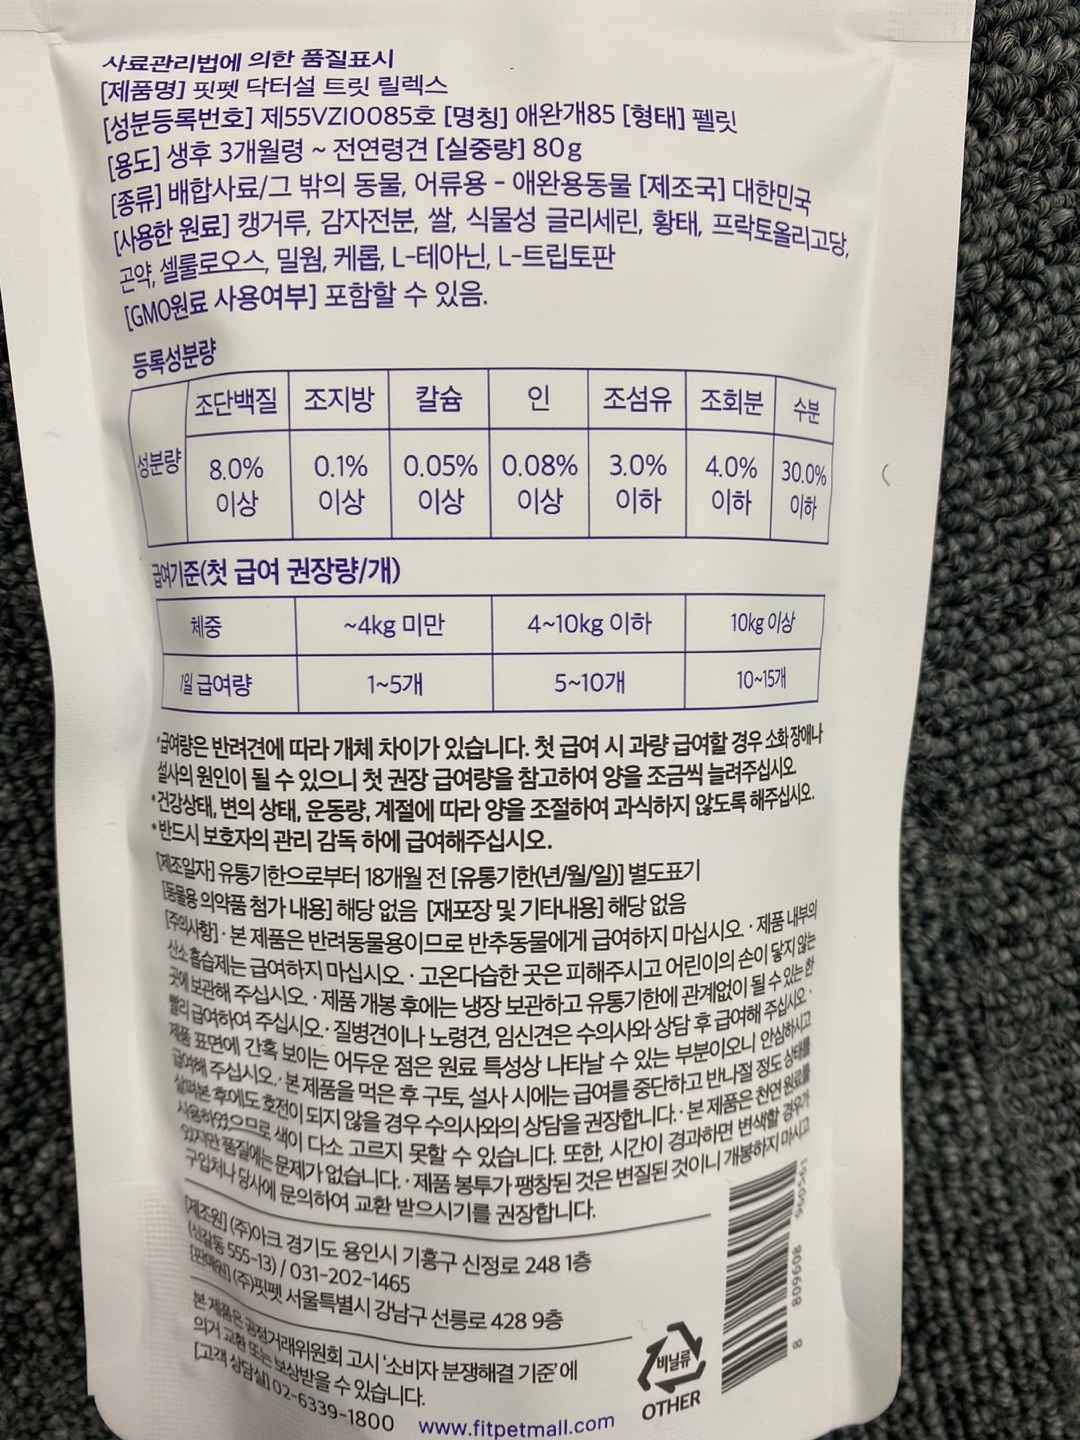 사료관리법에 의한 품질표시
[제품명] 핏펫 닥터설 트릿 릴렉스
[성분등록번호] 제55VZI0085호 [명칭] 애완개85 [형태] 펠릿
[용도] 생후 3개월령 ~ 전연령견 [실중량] 80g
[종류] 배합사료/그 밖의 동물, 어류용 - 애완용동물 [제조국] 대한민국
[사용한 원료] 캥거루, 감자전분, 쌀, 식물성 글리세린, 황태, 프락토올리고당,
곤약, 셀룰로오스, 밀웜, 케롭, L-테아닌, L-트립토판
[GMO원료 사용여부] 포함할 수 있음.
등록성분량
성분량 조단백질 조지방 칼슘 인 조섬유 조회분 수분
8.0% 이상 0.1% 이상 0.05% 이상 0.08% 이상 3.0% 이하 4.0% 이하 30.0% 이하
급여기준(첫 급여 권장량/개)
체중 ~4kg 미만 4~10kg 이하 10kg 이상
1일 급여량 1~5개 5~10개 10~15개
*급여량은 반려견에 따라 개체 차이가 있습니다. 첫 급여 시 과량 급여할 경우 소화 장애나
설사의 원인이 될 수 있으니 첫 권장 급여량을 참고하여 양을 조금씩 늘려주십시오.
*건강상태, 변의 상태, 운동량, 계절에 따라 양을 조절하여 과식하지 않도록 해주십시오.
*반드시 보호자의 관리 감독 하에 급여해주십시오.
[제조일자] 유통기한으로부터 18개월 전 [유통기한(년/월/일)] 별도표기
[동물용 의약품 첨가 내용] 해당 없음 [재포장 및 기타내용] 해당 없음
[주의사항] · 본 제품은 반려동물용이므로 반추동물에게 급여하지 마십시오. · 제품 내부의
산소흡습제는 급여하지 마십시오. · 고온다습한 곳은 피해주시고 어린이의 손이 닿지 않는
곳에 보관해 주십시오. · 제품 개봉 후에는 냉장 보관하고 유통기한에 관계없이 될 수 있는 한
빨리 급여하여 주십시오. · 질병견이나 노령견, 임신견은 수의사와 상담 후 급여해 주십시오. ·
제품 표면에 간혹 보이는 어두운 점은 원료 특성상 나타날 수 있는 부분이오니 안심하시고
급여해 주십시오. · 본 제품을 먹은 후 구토, 설사 시에는 급여를 중단하고 반나절 정도 상태를
살펴본 후에도 호전이 되지 않을 경우 수의사와의 상담을 권장합니다. · 본 제품은 천연 원료를
사용하였으므로 색이 다소 고르지 못할 수 있습니다. 또한, 시간이 경과하면 변색할 경우가
있지만 품질에는 문제가 없습니다. · 제품 봉투가 팽창된 것은 변질된 것이니 개봉하지 마시고
구입처나 당사에 문의하여 교환 받으시기를 권장합니다.
[제조원] (주)아크 경기도 용인시 기흥구 신정로 248 1층
(신갈동 555-13) / 031-202-1465
[판매원] (주)핏펫 서울특별시 강남구 선릉로 428 9층
본 제품은 공정거래위원회 고시 '소비자 분쟁해결 기준'에
의거 교환 또는 보상받을 수 있습니다.
[고객 상담실] 02-6339-1800 www.fitpetmall.com
비닐류
OTHER